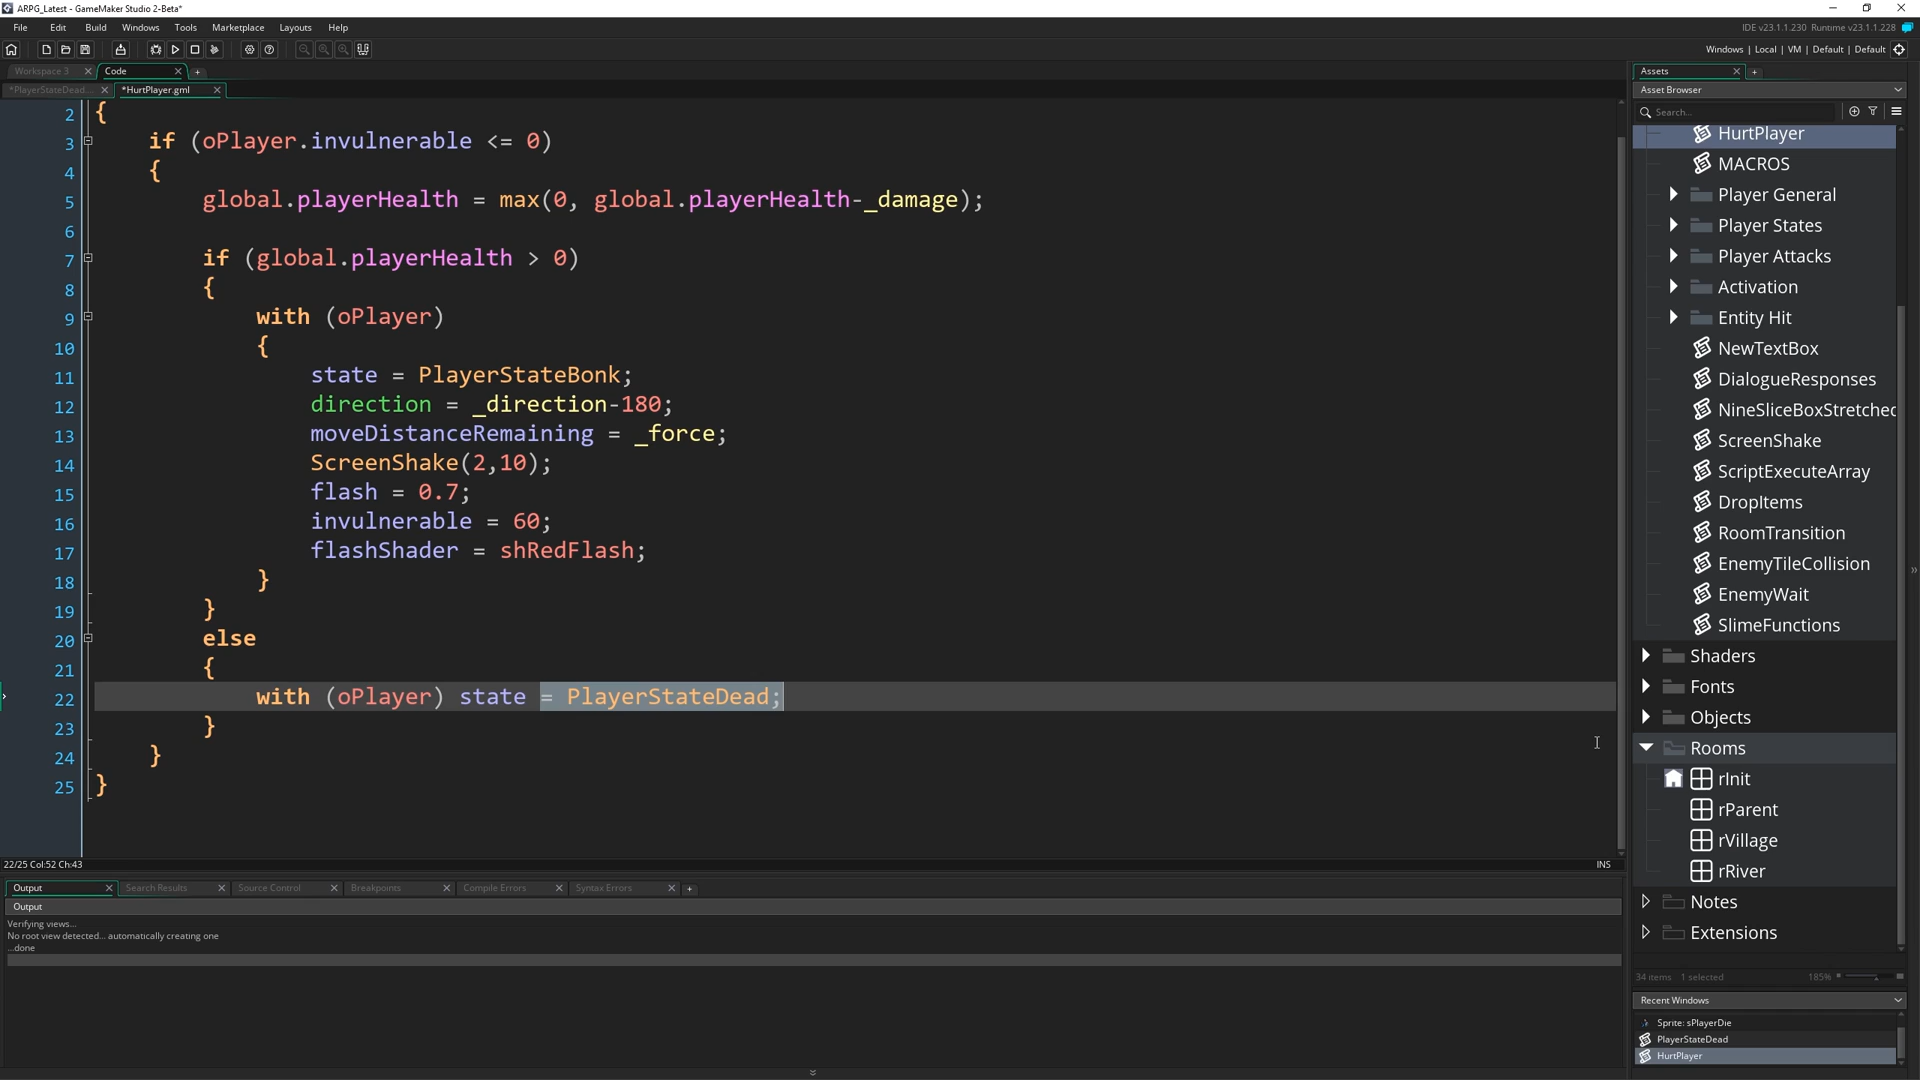 ARPG_Latest - GameMaker Studio 2-Beta*
File Edit Build Windows Tools Marketplace Layouts Help
IDE v23.1.1.230 Runtime v23.1.1.228
Windows | Local | VM | Default | Default
Workspace 3
Code
*PlayerStateDead...
*HurtPlayer.gml
2 {
3 if (oPlayer.invulnerable <= 0)
4 {
5 global.playerHealth = max(0, global.playerHealth-_damage);
6
7 if (global.playerHealth > 0)
8 {
9 with (oPlayer)
10 {
11 state = PlayerStateBonk;
12 direction = _direction-180;
13 moveDistanceRemaining = _force;
14 ScreenShake(2,10);
15 flash = 0.7;
16 invulnerable = 60;
17 flashShader = shRedFlash;
18 }
19 }
20 else
21 {
22 with (oPlayer) state = PlayerStateDead;
23 }
24 }
25 }
22/25 Col:52 Ch:43
INS
Output Search Results Source Control Breakpoints Compile Errors Syntax Errors
Output
Verifying views...
No root view detected... automatically creating one
...done
Assets
Asset Browser
Search...
HurtPlayer
MACROS
Player General
Player States
Player Attacks
Activation
Entity Hit
NewTextBox
DialogueResponses
NineSliceBoxStretched
ScreenShake
ScriptExecuteArray
DropItems
RoomTransition
EnemyTileCollision
EnemyWait
SlimeFunctions
Shaders
Fonts
Objects
Rooms
rInit
rParent
rVillage
rRiver
Notes
Extensions
34 items 1 selected 185%
Recent Windows
Sprite: sPlayerDie
PlayerStateDead
HurtPlayer